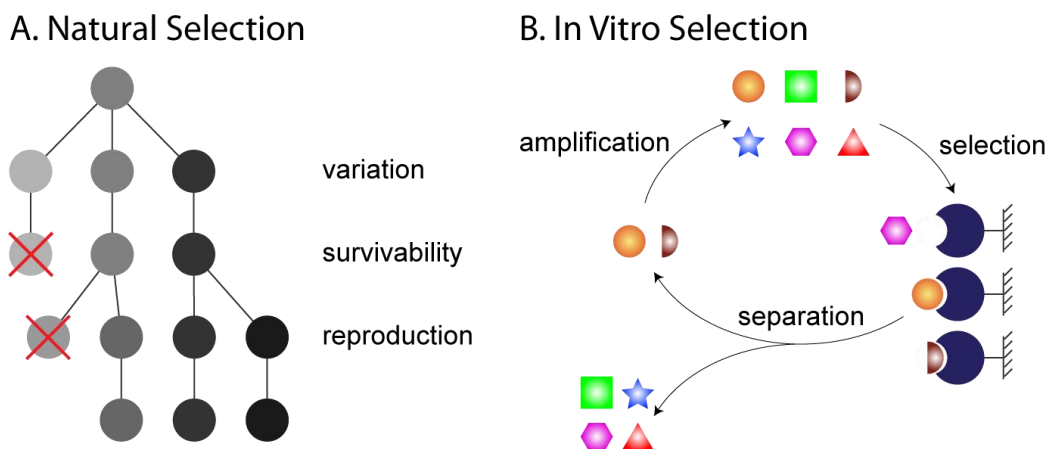 A. Natural Selection
variation
survivability
reproduction
B. In Vitro Selection
amplification
selection
separation